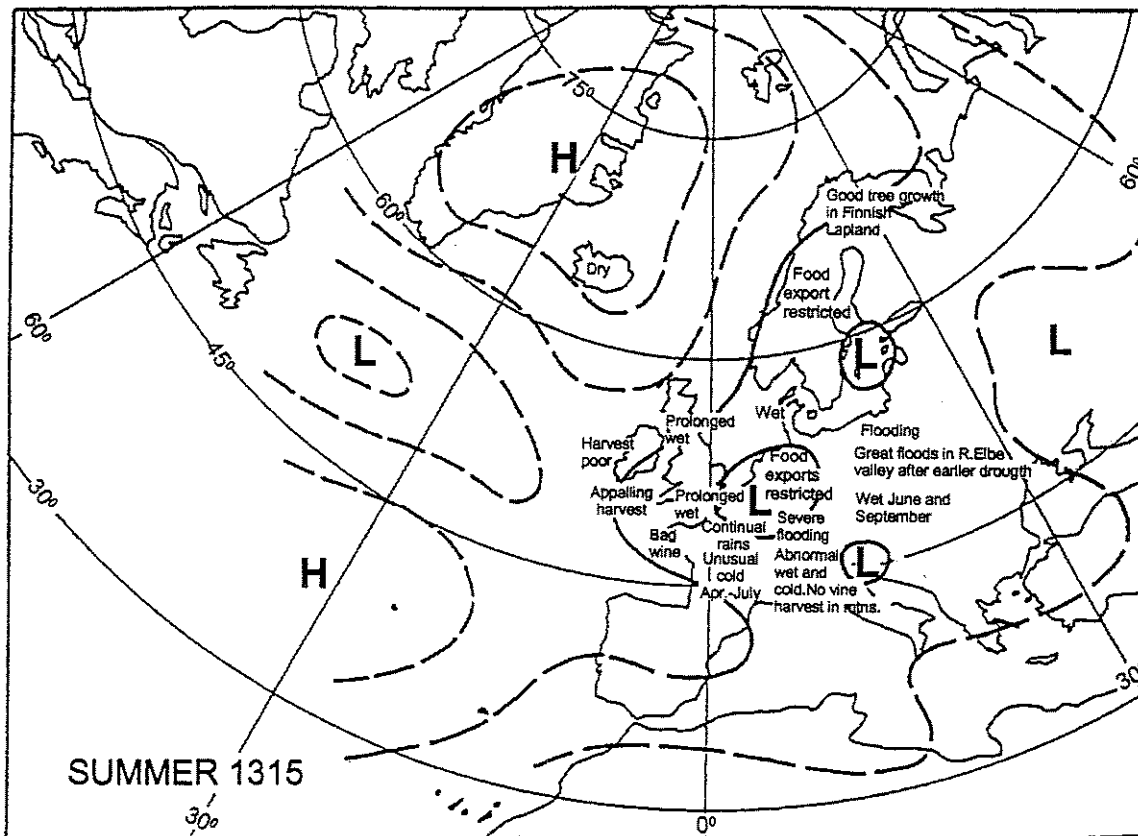 75°
H
60°
60°
Good tree growth
in Finnish
Lapland
Dry
Food
export
restricted
60°
45°
L
L
L
Prolonged
wet
Wet
Harvest
poor
Flooding
Great floods in R.Elbe
valley after earlier drougth
Food
exports
restricted
Appalling
harvest
Prolonged
wet
L
Wet June and
September
30°
Bad
wine
Continual
rains
Severe
flooding
Unusual
cold
Apr.-July
Abnormal
wet and
cold.No vine
harvest in mtns.
L
H
30°
SUMMER 1315
30°
0°